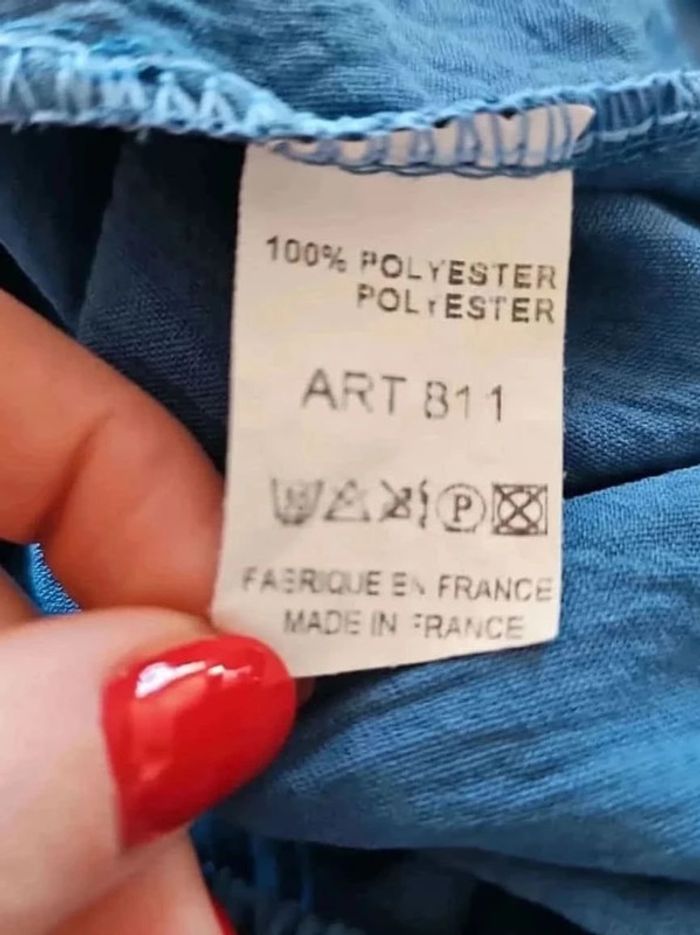 100% POLYESTER
POLYESTER
ART 811
P
FABRIQUE EN FRANCE
MADE IN FRANCE